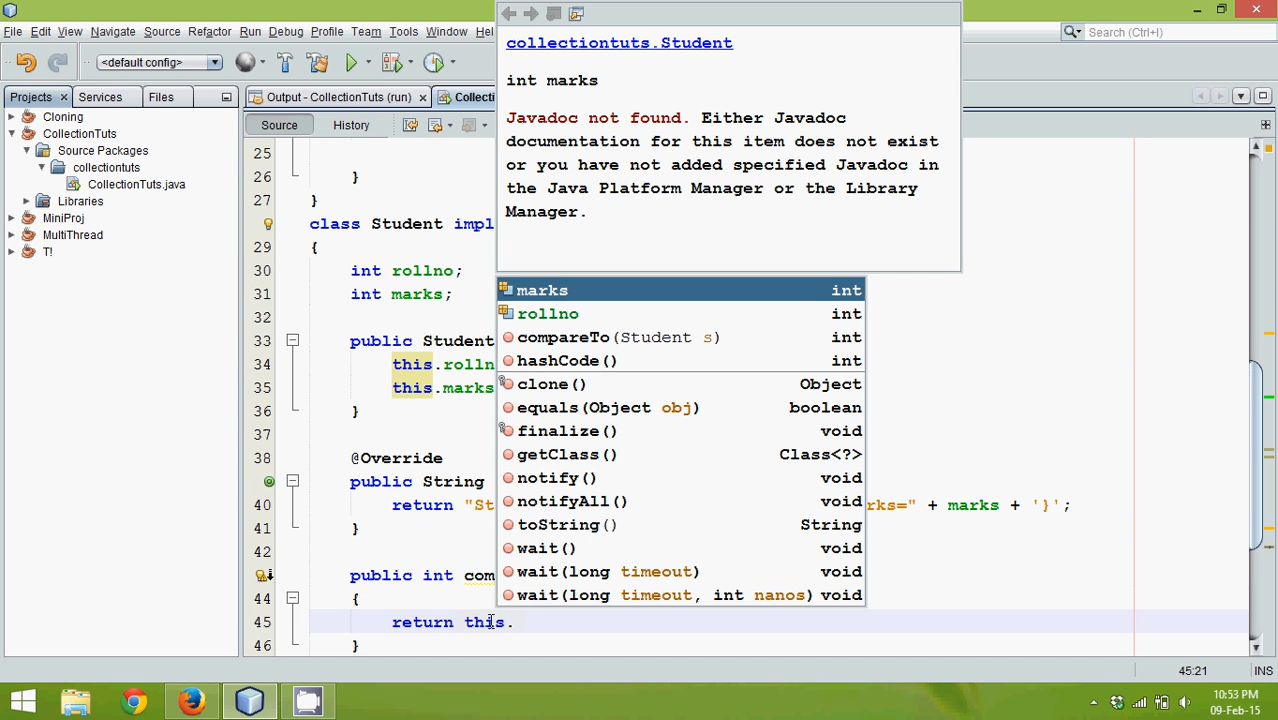 File Edit View Navigate Source Refactor Run Debug Profile Team Tools Window Hel
Search (Ctrl+I)
<default config>
Projects Services Files
Output - CollectionTuts (run) Collecti
Source History
Cloning
CollectionTuts
Source Packages
collectiontuts
CollectionTuts.java
Libraries
MiniProj
MultiThread
T!
collectiontuts.Student
int marks
Javadoc not found. Either Javadoc
documentation for this item does not exist
or you have not added specified Javadoc in
the Java Platform Manager or the Library
Manager.
25
26 }
27 }
class Student impl
29 {
30 int rollno;
31 int marks;
32
33 public Student
34 this.rolln
35 this.marks
36 }
37
38 @Override
public String
40 return "St rks=" + marks + '}';
41 }
42
public int com
44 {
45 return this.
46 }
marks int
rollno int
compareTo(Student s) int
hashCode() int
clone() Object
equals(Object obj) boolean
finalize() void
getClass() Class<?>
notify() void
notifyAll() void
toString() String
wait() void
wait(long timeout) void
wait(long timeout, int nanos) void
45:21 INS
10:53 PM
09-Feb-15